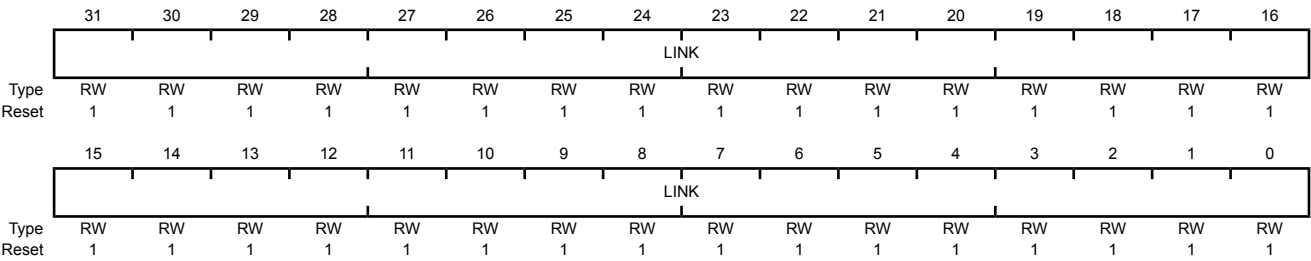 31 30 29 28 27 26 25 24 23 22 21 20 19 18 17 16
LINK
Type RW RW RW RW RW RW RW RW RW RW RW RW RW RW RW RW
Reset 1 1 1 1 1 1 1 1 1 1 1 1 1 1 1 1
15 14 13 12 11 10 9 8 7 6 5 4 3 2 1 0
LINK
Type RW RW RW RW RW RW RW RW RW RW RW RW RW RW RW RW
Reset 1 1 1 1 1 1 1 1 1 1 1 1 1 1 1 1